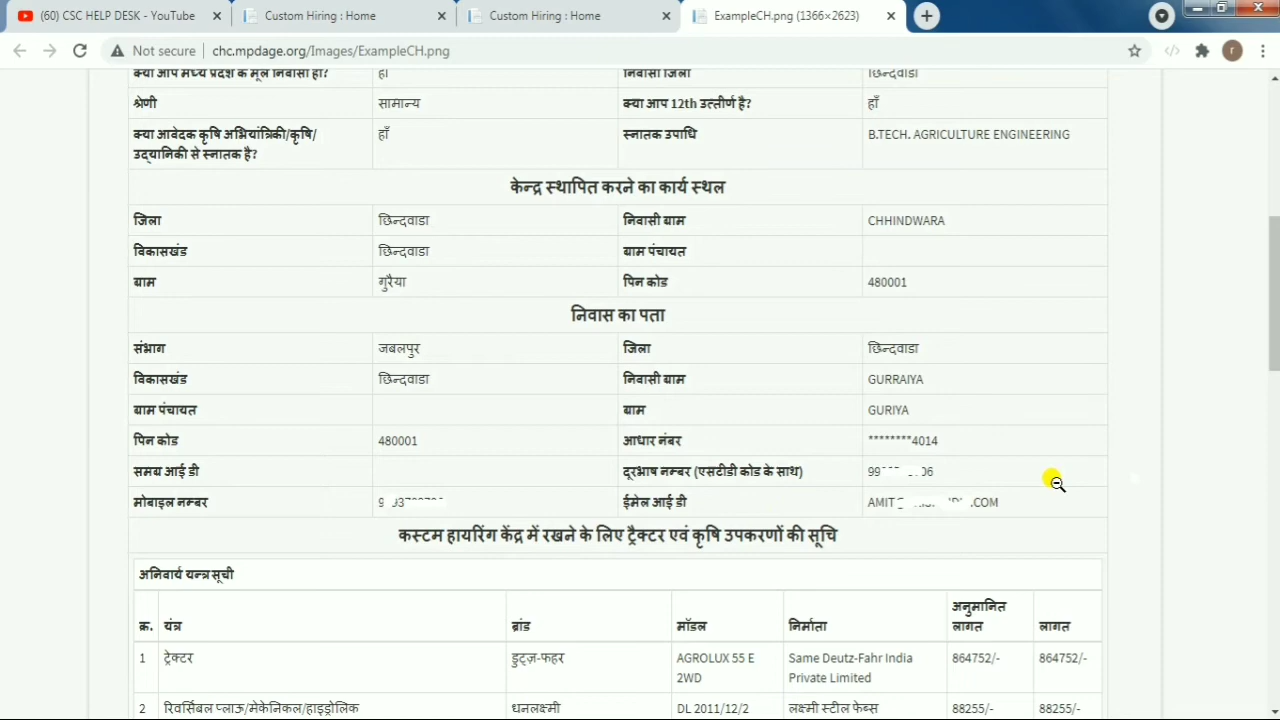 (60) CSC HELP DESK - YouTube
Custom Hiring : Home
Custom Hiring : Home
ExampleCH.png (1366×2623)
Not secure chc.mpdage.org/Images/ExampleCH.png
r
क्या आप मध्य प्रदेश के मूल निवासी हो? हाँ निवासी जिला छिन्दवाडा
श्रेणी सामान्य क्या आप 12th उत्तीर्ण है? हाँ
क्या आवेदक कृषि अभियांत्रिकी/कृषि/ हाँ स्नातक उपाधि B.TECH. AGRICULTURE ENGINEERING
उद्यानिकी से स्नातक है?
केन्द्र स्थापित करने का कार्य स्थल
जिला छिन्दवाडा निवासी ग्राम CHHINDWARA
विकासखंड छिन्दवाडा ग्राम पंचायत
ग्राम गुरैया पिन कोड 480001
निवास का पता
संभाग जबलपुर जिला छिन्दवाडा
विकासखंड छिन्दवाडा निवासी ग्राम GURRAIYA
ग्राम पंचायत ग्राम GURIYA
पिन कोड 480001 आधार नंबर ********4014
समग्र आई डी दूरभाष नम्बर (एसटीडी कोड के साथ)
मोबाइल नम्बर ईमेल आई डी
कस्टम हायरिंग केंद्र में रखने के लिए ट्रैक्टर एवं कृषि उपकरणों की सूचि
अनिवार्य यन्त्र सूची
क्र. यंत्र ब्रांड मॉडल निर्माता अनुमानित लागत लागत
1 ट्रेक्टर डुट्ज़-फहर AGROLUX 55 E 2WD Same Deutz-Fahr India Private Limited 864752/- 864752/-
2 रिवर्सिबल प्लाऊ/मेकेनिकल/हाइड्रोलिक धनलक्ष्मी DL 2011/12/2 लक्ष्मी स्टील फेब्स 88255/- 88255/-